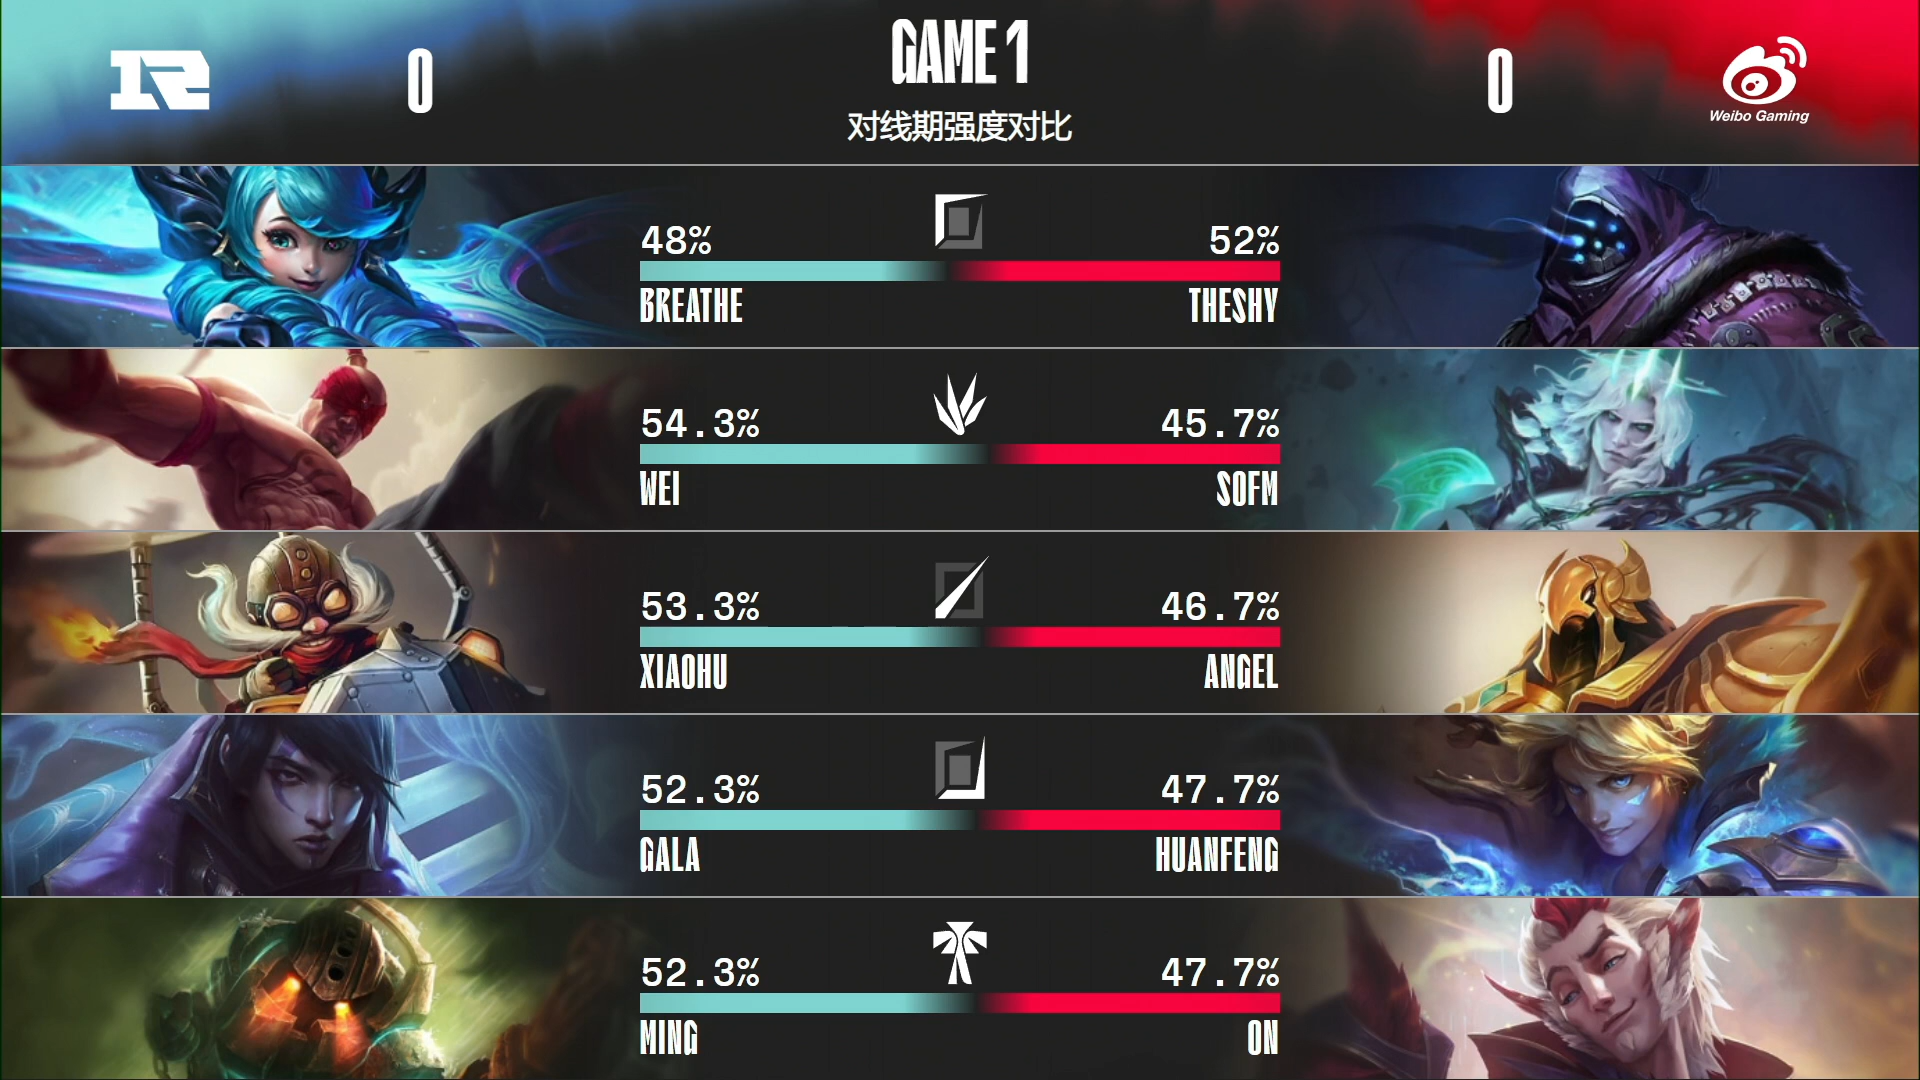 GAME 1
0
0
对线期强度对比
Weibo Gaming
48%
52%
BREATHE
THESHY
54.3%
45.7%
WEI
SOFM
53.3%
46.7%
XIAOHU
ANGEL
52.3%
47.7%
GALA
HUANFENG
52.3%
47.7%
MING
ON